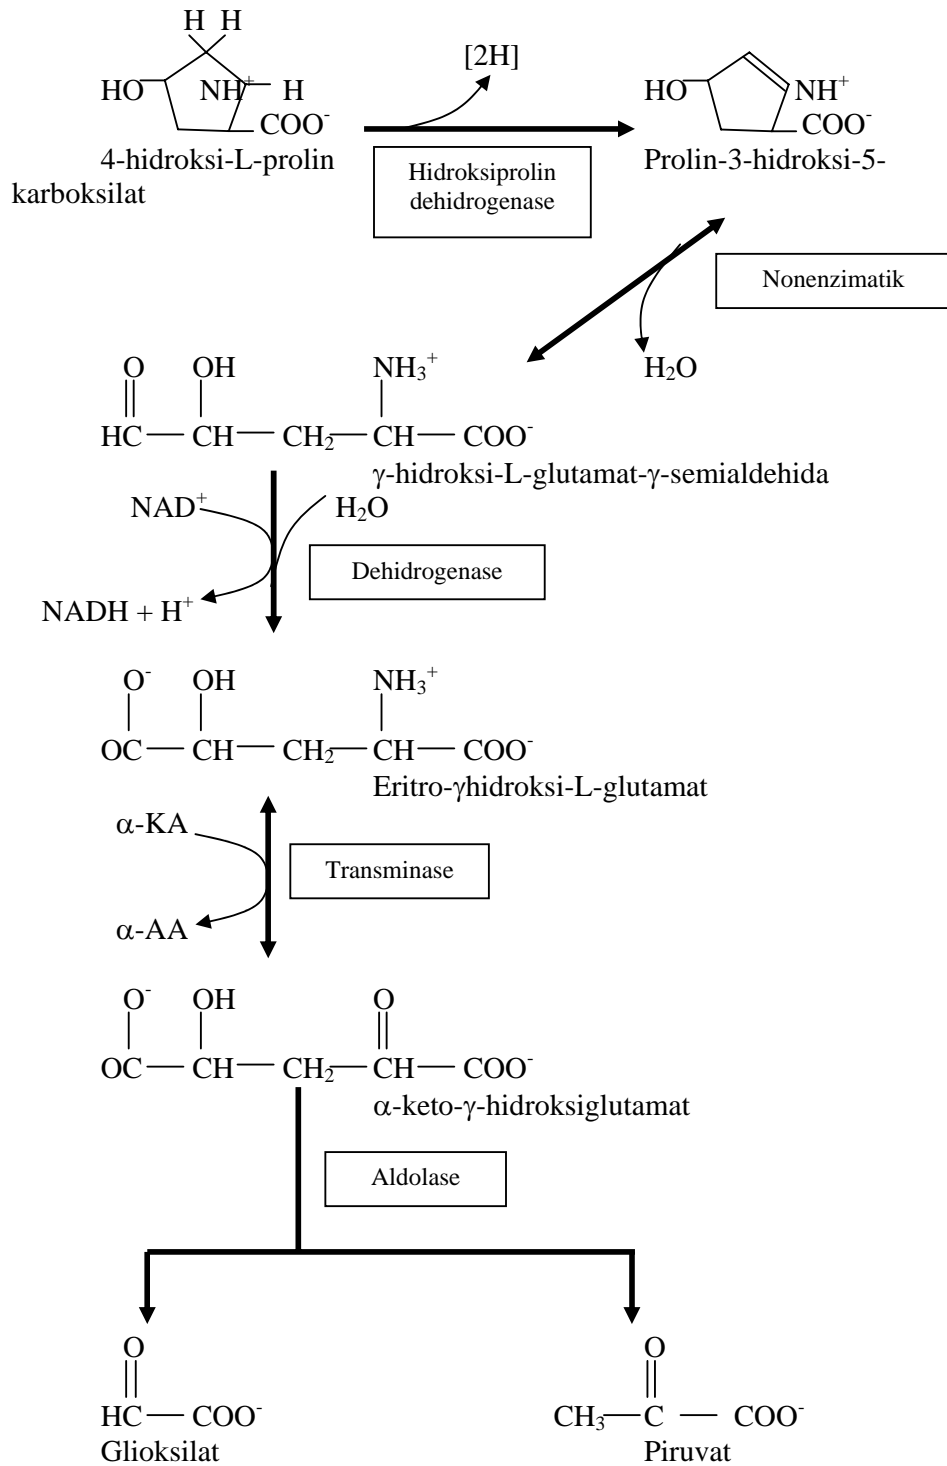 H H
[2H]
HO NH⁺ H
COO⁻
HO NH⁺
COO⁻
4-hidroksi-L-prolin
Prolin-3-hidroksi-5-
karboksilat
Hidroksiprolin
dehidrogenase
Nonenzimatik
H₂O
O OH NH₃⁺
HC CH CH₂ CH COO⁻
γ-hidroksi-L-glutamat-γ-semialdehida
NAD⁺ H₂O
Dehidrogenase
NADH + H⁺
O⁻ OH NH₃⁺
OC CH CH₂ CH COO⁻
Eritro-γhidroksi-L-glutamat
α-KA
Transminase
α-AA
O⁻ OH O
OC CH CH₂ CH COO⁻
α-keto-γ-hidroksiglutamat
Aldolase
O
HC COO⁻
Glioksilat
O
CH₃ C COO⁻
Piruvat